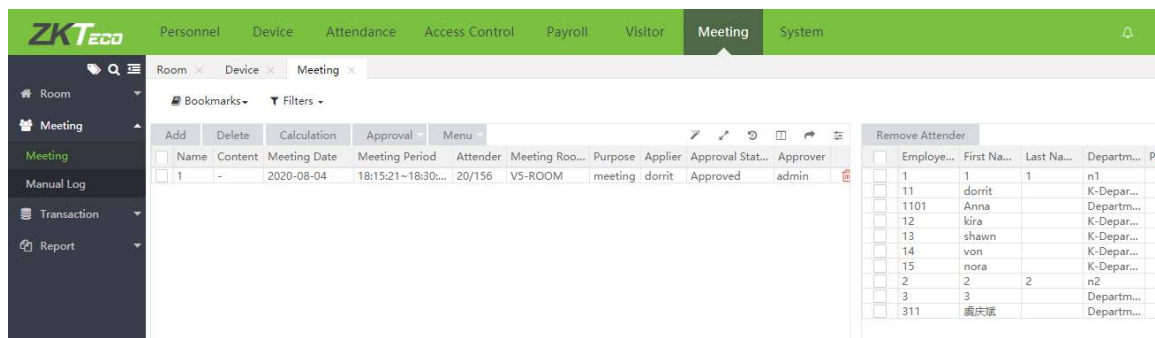 ZKTECO
Personnel Device Attendance Access Control Payroll Visitor Meeting System
Room Device Meeting
Room
Bookmarks Filters
Meeting
Add Delete Calculation Approval Menu Remove Attender
Name Content Meeting Date Meeting Period Attender Meeting Roo... Purpose Applier Approval Stat... Approver Employe... First Na... Last Na... Departm... P
Meeting
1 - 2020-08-04 18:15:21~18:30:... 20/156 V5-ROOM meeting dorrit Approved admin 1 1 1 n1
Manual Log
11 dorrit K-Depar...
1101 Anna Departm...
12 kira K-Depar...
Transaction
13 shawn K-Depar...
14 von K-Depar...
Report
15 nora K-Depar...
2 2 2 n2
3 3 Departm...
311 虞庆斌 Departm...